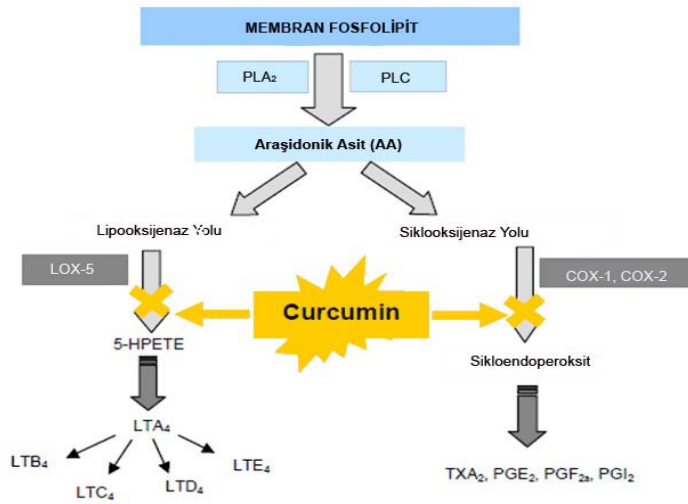 MEMBRAN FOSFOLİPİT
PLA₂
PLC
Araşidonik Asit (AA)
Lipooksijenaz Yolu
Siklooksijenaz Yolu
LOX-5
COX-1, COX-2
Curcumin
5-HPETE
Sikloendoperoksit
LTA₄
LTB₄
LTC₄
LTD₄
LTE₄
TXA₂, PGE₂, PGF₂ₐ, PGI₂